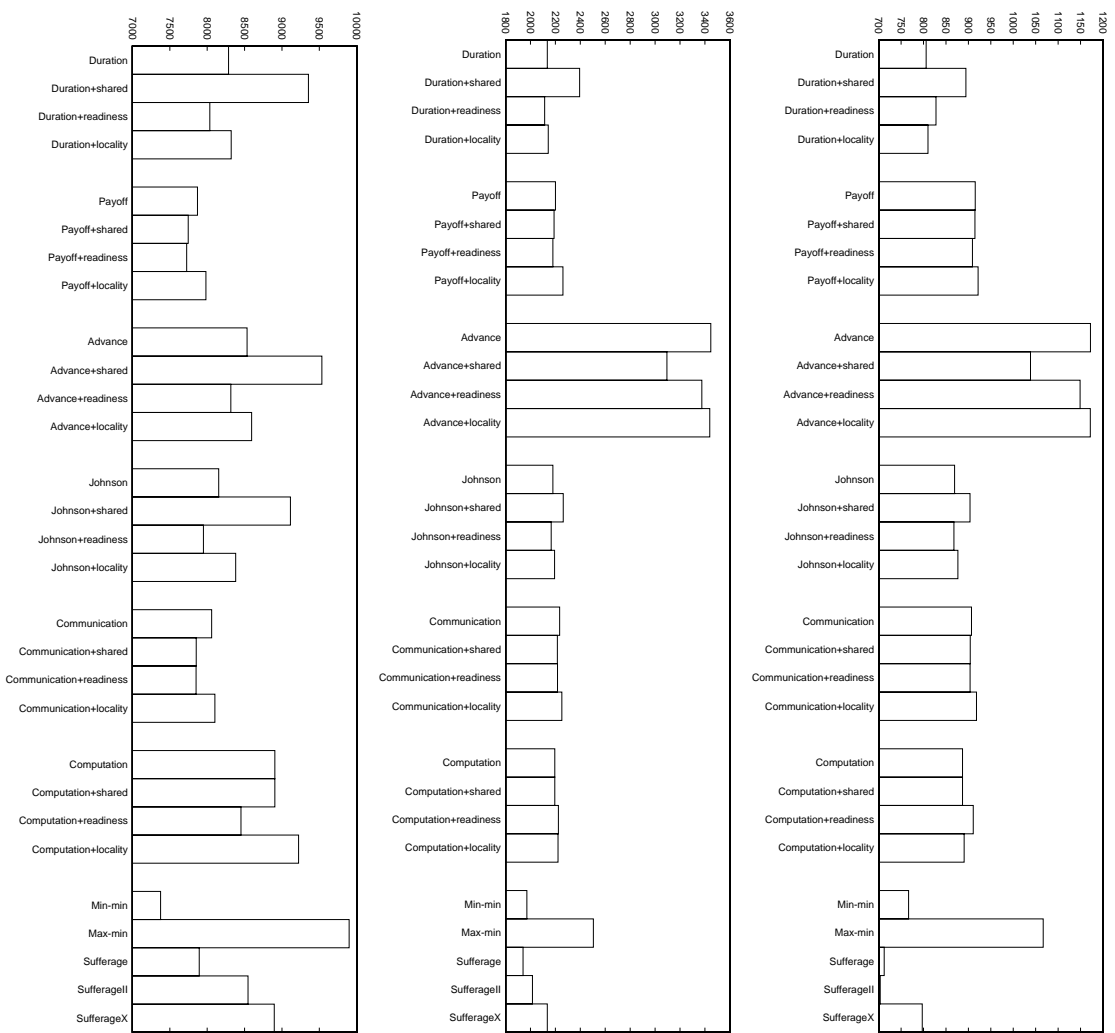 7000 7500 8000 8500 9000 9500 10000
Duration
Duration+shared
Duration+readiness
Duration+locality
Payoff
Payoff+shared
Payoff+readiness
Payoff+locality
Advance
Advance+shared
Advance+readiness
Advance+locality
Johnson
Johnson+shared
Johnson+readiness
Johnson+locality
Communication
Communication+shared
Communication+readiness
Communication+locality
Computation
Computation+shared
Computation+readiness
Computation+locality
Min-min
Max-min
Sufferage
SufferageII
SufferageX
1800 2000 2200 2400 2600 2800 3000 3200 3400 3600
Duration
Duration+shared
Duration+readiness
Duration+locality
Payoff
Payoff+shared
Payoff+readiness
Payoff+locality
Advance
Advance+shared
Advance+readiness
Advance+locality
Johnson
Johnson+shared
Johnson+readiness
Johnson+locality
Communication
Communication+shared
Communication+readiness
Communication+locality
Computation
Computation+shared
Computation+readiness
Computation+locality
Min-min
Max-min
Sufferage
SufferageII
SufferageX
700 750 800 850 900 950 1000 1050 1100 1150 1200
Duration
Duration+shared
Duration+readiness
Duration+locality
Payoff
Payoff+shared
Payoff+readiness
Payoff+locality
Advance
Advance+shared
Advance+readiness
Advance+locality
Johnson
Johnson+shared
Johnson+readiness
Johnson+locality
Communication
Communication+shared
Communication+readiness
Communication+locality
Computation
Computation+shared
Computation+readiness
Computation+locality
Min-min
Max-min
Sufferage
SufferageII
SufferageX